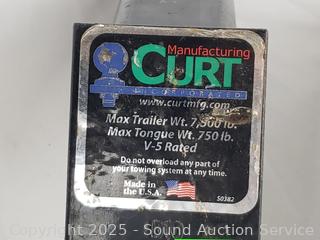 Manufacturing
CURT
INCORPORATED
www.curtmfg.com
Max Trailer Wt. 7,500 lb.
Max Tongue Wt. 750 lb.
V-5 Rated
Do not overload any part of
your towing system at any time.
Made in
the U.S.A.
50382
Copyright 2025 - Sound Auction Service